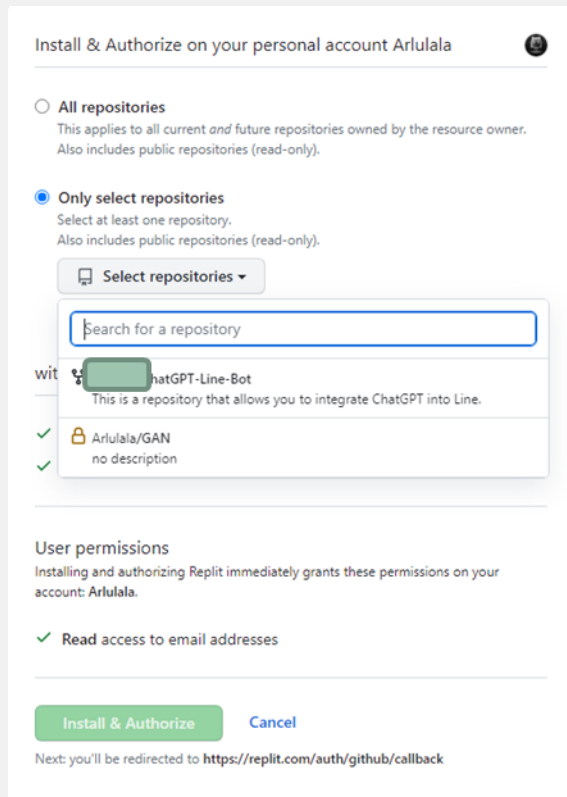 Install & Authorize on your personal account Arlulala
All repositories
This applies to all current and future repositories owned by the resource owner.
Also includes public repositories (read-only).
Only select repositories
Select at least one repository.
Also includes public repositories (read-only).
Select repositories
Search for a repository
wit
hatGPT-Line-Bot
This is a repository that allows you to integrate ChatGPT into Line.
Arlulala/GAN
no description
User permissions
Installing and authorizing Replit immediately grants these permissions on your
account: Arlulala.
Read access to email addresses
Install & Authorize Cancel
Next: you'll be redirected to https://replit.com/auth/github/callback